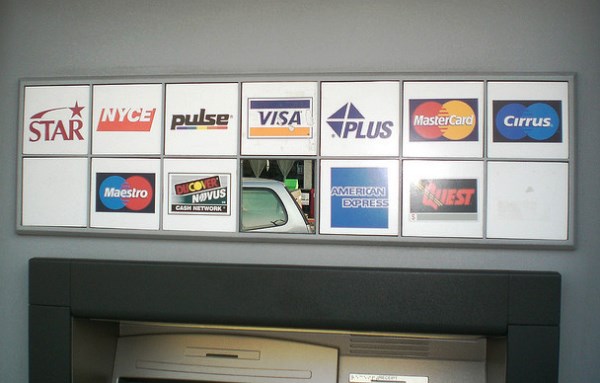 STAR
NYCE
pulse
VISA
PLUS
MasterCard
Cirrus
Maestro
DISCOVER
NOVUS
CASH NETWORK
AMERICAN
EXPRESS
QUEST